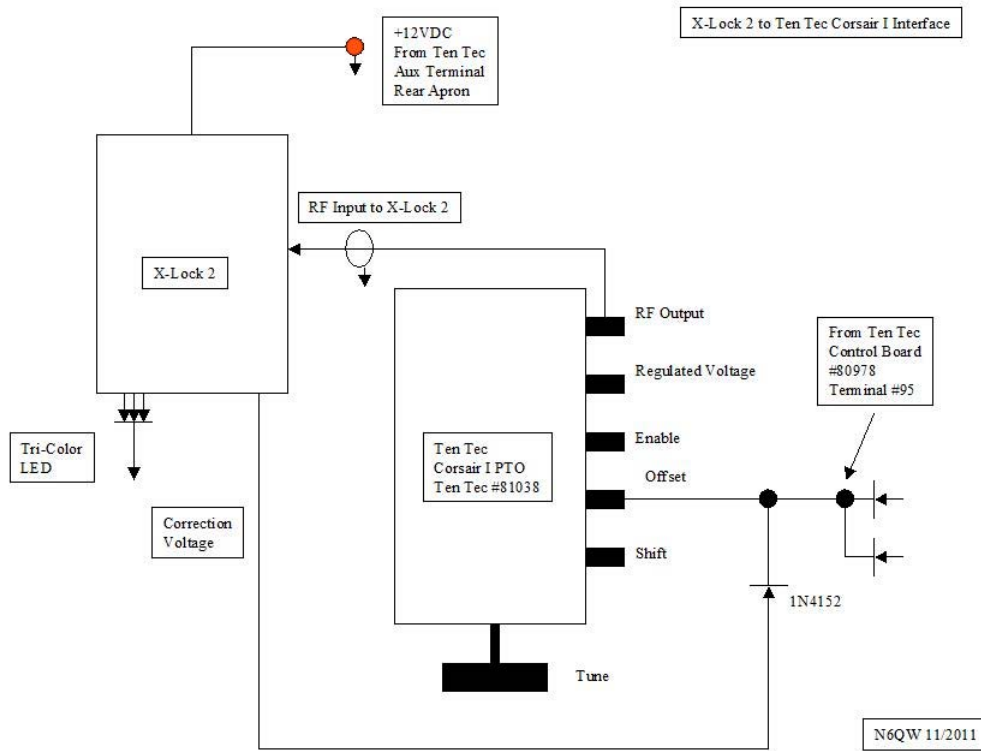 X-Lock 2 to Ten Tec Corsair I Interface
+12VDC
From Ten Tec
Aux Terminal
Rear Apron
RF Input to X-Lock 2
X-Lock 2
RF Output
From Ten Tec
Control Board
#80978
Terminal #95
Regulated Voltage
Enable
Tri-Color
LED
Ten Tec
Corsair I PTO
Ten Tec #81038
Offset
Correction
Voltage
Shift
1N4152
Tune
N6QW 11/2011